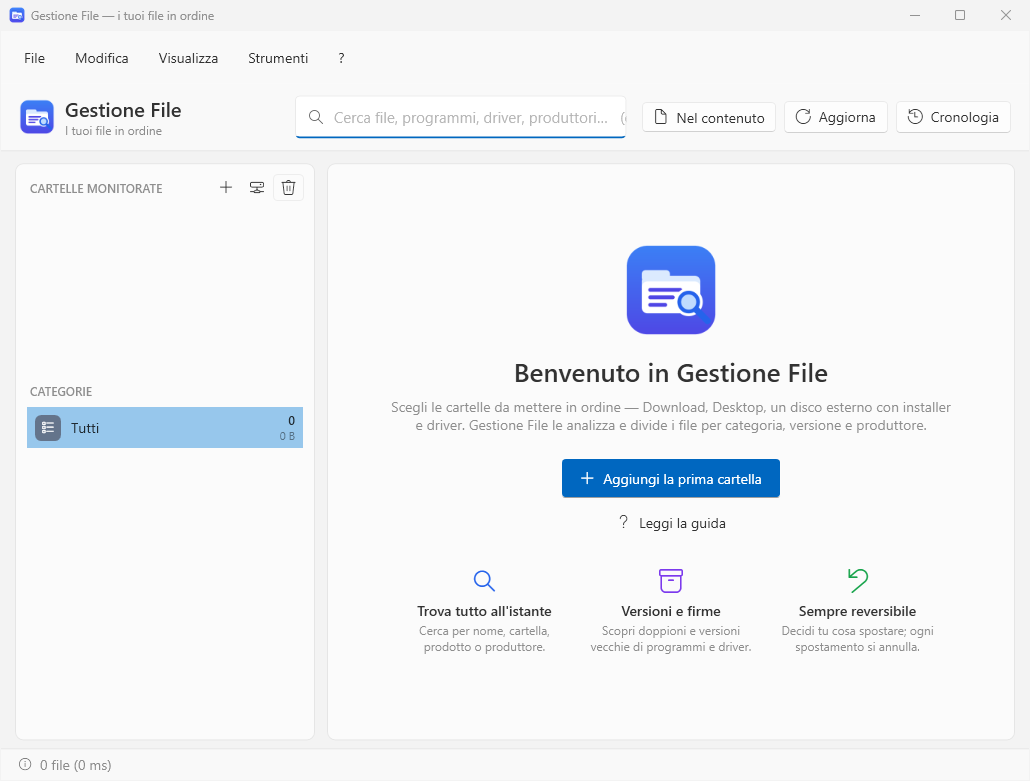 Gestione File — i tuoi file in ordine
File Modifica Visualizza Strumenti ?
Gestione File
I tuoi file in ordine
Cerca file, programmi, driver, produttori...
Nel contenuto
Aggiorna
Cronologia
CARTELLE MONITORATE
CATEGORIE
Tutti
0
0 B
Benvenuto in Gestione File
Scegli le cartelle da mettere in ordine — Download, Desktop, un disco esterno con installer
e driver. Gestione File le analizza e divide i file per categoria, versione e produttore.
Aggiungi la prima cartella
? Leggi la guida
Trova tutto all'istante
Cerca per nome, cartella,
prodotto o produttore.
Versioni e firme
Scopri doppioni e versioni
vecchie di programmi e driver.
Sempre reversibile
Decidi tu cosa spostare; ogni
spostamento si annulla.
0 file (0 ms)